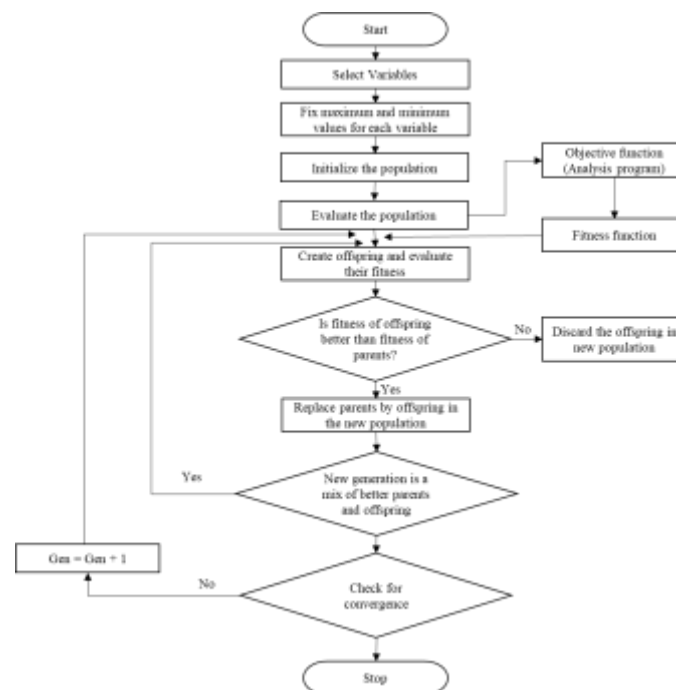 Start
Select Variables
Fix maximum and minimum
values for each variable
Initialize the population
Objective function
(Analysis program)
Evaluate the population
Fitness function
Create offspring and evaluate
their fitness
Is fitness of offspring
better than fitness of
parents?
No
Discard the offspring in
new population
Yes
Replace parents by offspring in
the new population
Yes
New generation is a
mix of better parents
and offspring
Gen = Gen + 1
No
Check for
convergence
Stop